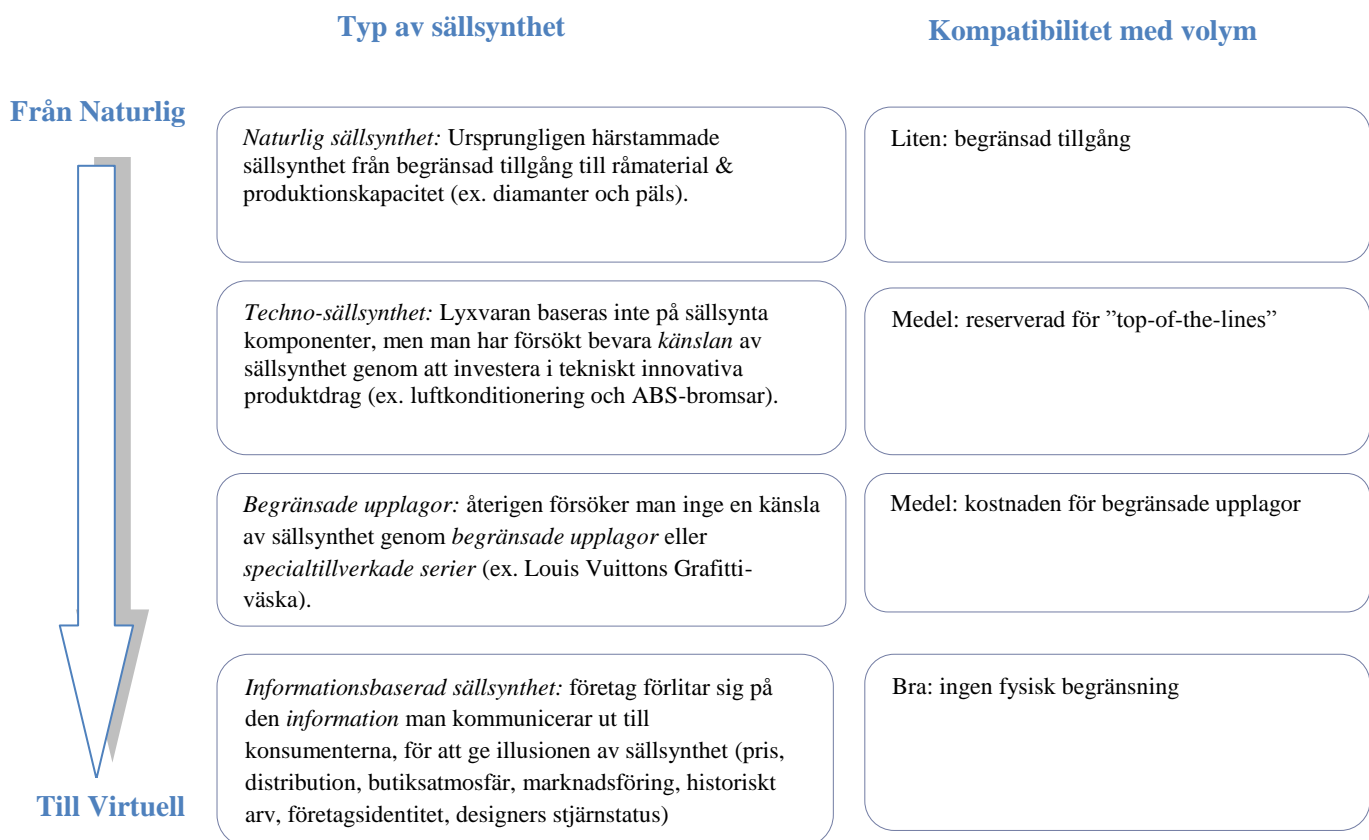 Typ av sällsynthet
Kompatibilitet med volym
Från Naturlig
Naturlig sällsynthet: Ursprungligen härstammade
sällsynthet från begränsad tillgång till råmaterial &
produktionskapacitet (ex. diamanter och päls).
Liten: begränsad tillgång
Techno-sällsynthet: Lyxvaran baseras inte på sällsynta
komponenter, men man har försökt bevara känslan av
sällsynthet genom att investera i tekniskt innovativa
produktdrag (ex. luftkonditionering och ABS-bromsar).
Medel: reserverad för ”top-of-the-lines”
Begränsade upplagor: återigen försöker man inge en känsla
av sällsynthet genom begränsade upplagor eller
specialtillverkade serier (ex. Louis Vuittons Grafitti-
väska).
Medel: kostnaden för begränsade upplagor
Informationsbaserad sällsynthet: företag förlitar sig på
den information man kommunicerar ut till
konsumenterna, för att ge illusionen av sällsynthet (pris,
distribution, butiksatmosfär, marknadsföring, historiskt
arv, företagsidentitet, designers stjärnstatus)
Bra: ingen fysisk begränsning
Till Virtuell